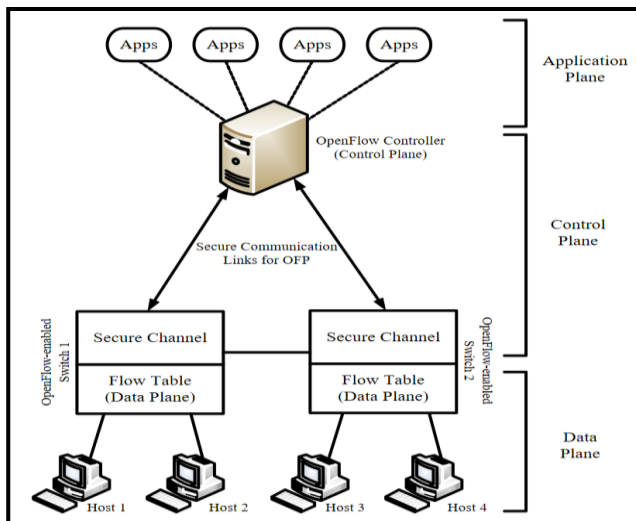 Apps
Apps
Apps
Apps
Application
Plane
OpenFlow Controller
(Control Plane)
Control
Plane
Secure Communication
Links for OFP
OpenFlow-enabled
Switch 1
Secure Channel
Flow Table
(Data Plane)
Secure Channel
Flow Table
(Data Plane)
OpenFlow-enabled
Switch 2
Data
Plane
Host 1
Host 2
Host 3
Host 4